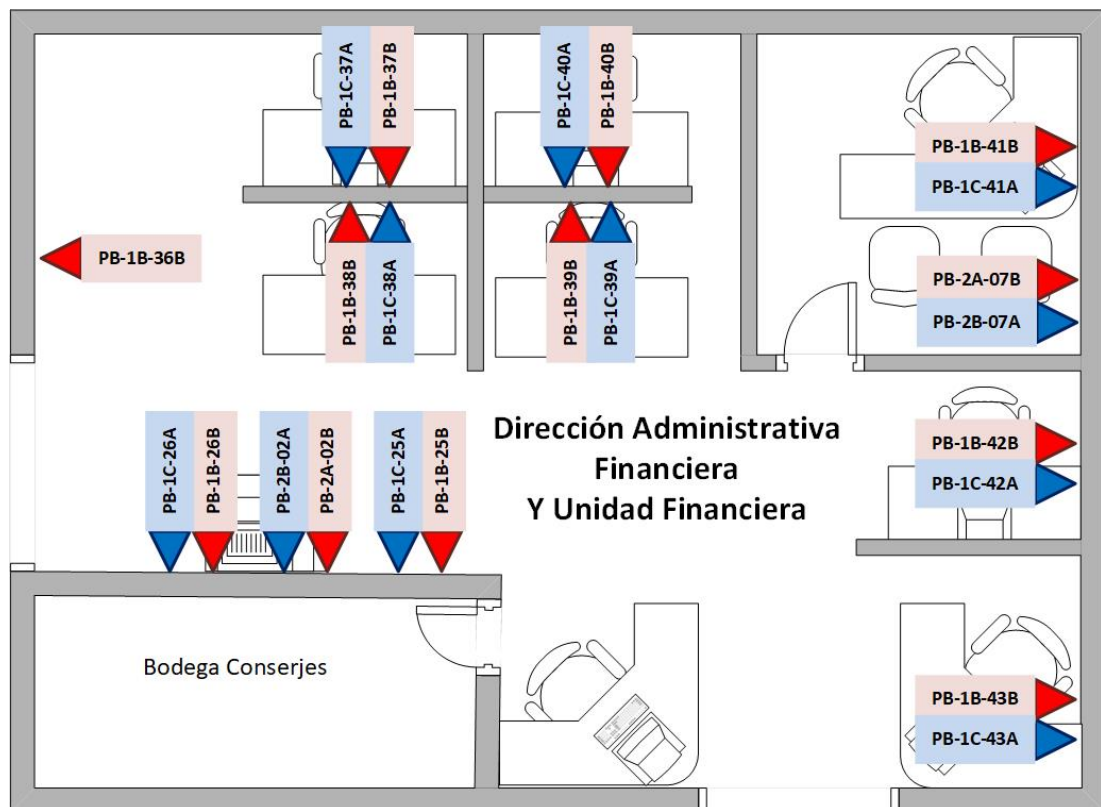 PB-1C-37A
PB-1B-37B
PB-1C-40A
PB-1B-40B
PB-1B-41B
PB-1C-41A
PB-1B-36B
PB-1B-38B
PB-1C-38A
PB-1B-39B
PB-1C-39A
PB-2A-07B
PB-2B-07A
PB-1C-26A
PB-1B-26B
PB-2B-02A
PB-2A-02B
PB-1C-25A
PB-1B-25B
Dirección Administrativa
Financiera
Y Unidad Financiera
PB-1B-42B
PB-1C-42A
Bodega Conserjes
PB-1B-43B
PB-1C-43A